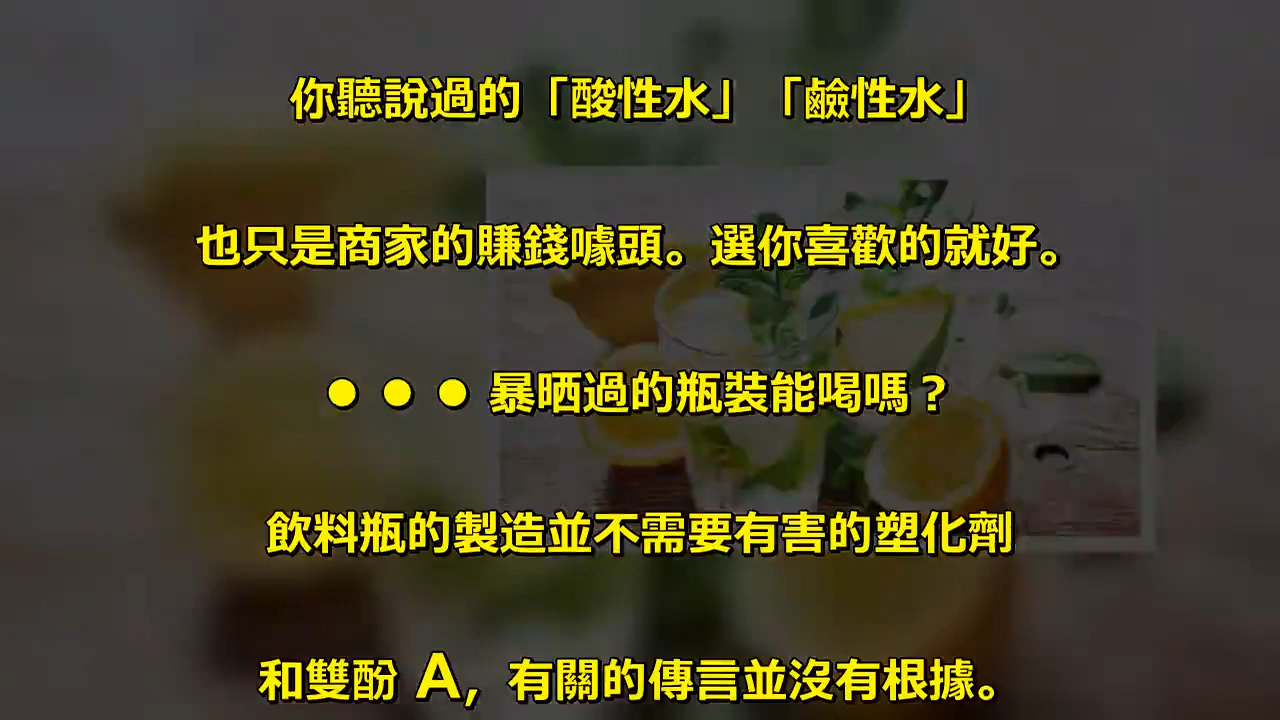 你聽說過的「酸性水」「鹼性水」
也只是商家的賺錢噱頭。選你喜歡的就好。
● ● ● 暴晒過的瓶裝能喝嗎？
飲料瓶的製造並不需要有害的塑化劑
和雙酚 A，有關的傳言並沒有根據。